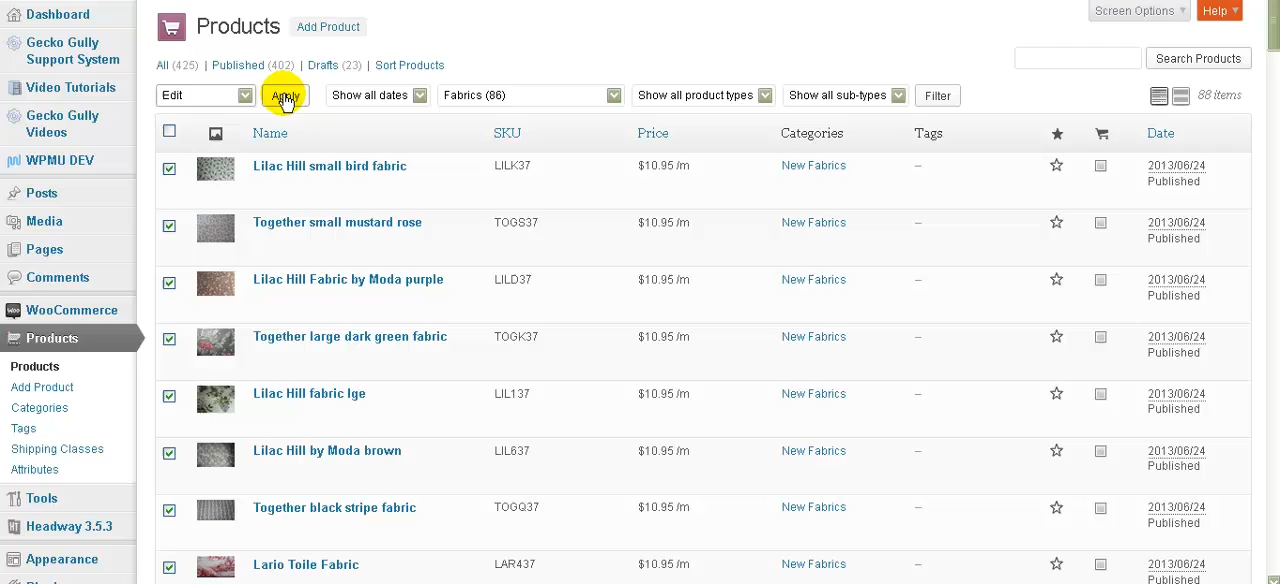 Dashboard
Gecko Gully
Support System
Video Tutorials
Gecko Gully
Videos
WPMU DEV
Posts
Media
Pages
Comments
WooCommerce
Products
Products
Add Product
Categories
Tags
Shipping Classes
Attributes
Tools
Headway 3.5.3
Appearance
Screen Options
Help
Products Add Product
All (425) | Published (402) | Drafts (23) | Sort Products
Search Products
Edit Apply Show all dates Fabrics (86) Show all product types Show all sub-types Filter 88 items
Name SKU Price Categories Tags Date
Lilac Hill small bird fabric LILK37 $10.95 /m New Fabrics – 2013/06/24
Published
Together small mustard rose TOGS37 $10.95 /m New Fabrics – 2013/06/24
Published
Lilac Hill Fabric by Moda purple LILD37 $10.95 /m New Fabrics – 2013/06/24
Published
Together large dark green fabric TOGK37 $10.95 /m New Fabrics – 2013/06/24
Published
Lilac Hill fabric lge LIL137 $10.95 /m New Fabrics – 2013/06/24
Published
Lilac Hill by Moda brown LIL637 $10.95 /m New Fabrics – 2013/06/24
Published
Together black stripe fabric TOGQ37 $10.95 /m New Fabrics – 2013/06/24
Published
Lario Toile Fabric LAR437 $10.95 /m New Fabrics – 2013/06/24
Published